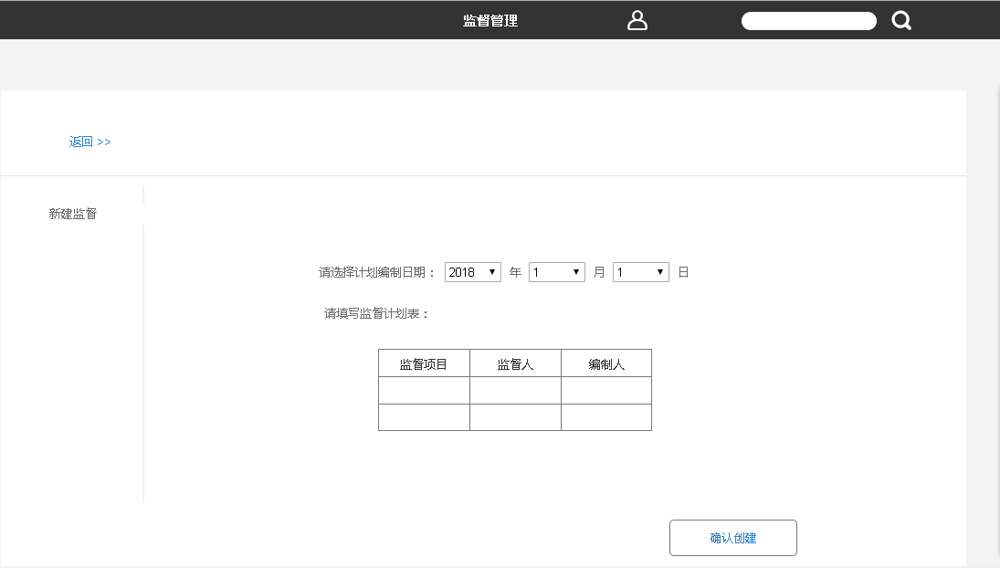 监督管理
返回 >>
新建监督
请选择计划编制日期： 2018 年 1 月 1 日
请填写监督计划表：
监督项目 监督人 编制人
确认创建